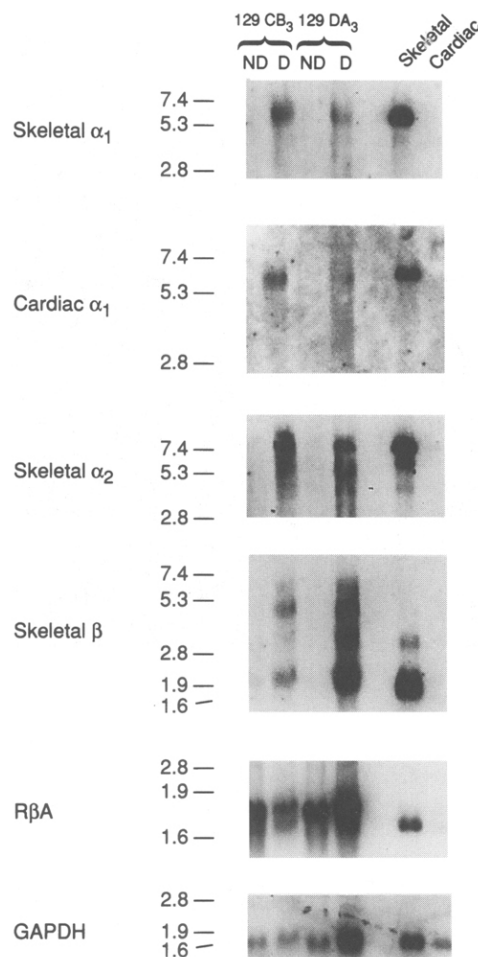 129 CB3 129 DA3
ND D ND D Skeletal Cardiac
Skeletal α1
7.4
5.3
2.8
Cardiac α1
7.4
5.3
2.8
Skeletal α2
7.4
5.3
2.8
Skeletal β
7.4
5.3
2.8
1.9
1.6
RβA
2.8
1.9
1.6
GAPDH
2.8
1.9
1.6